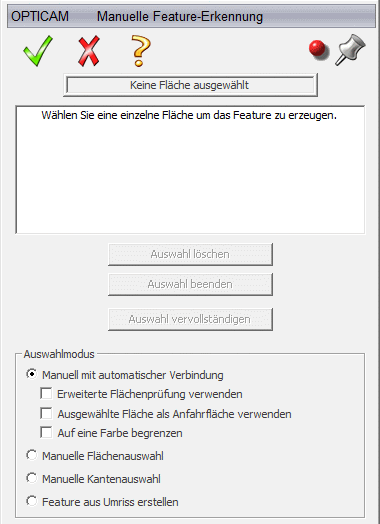 OPTICAM Manuelle Feature-Erkennung
Keine Fläche ausgewählt
Wählen Sie eine einzelne Fläche um das Feature zu erzeugen.
Auswahl löschen
Auswahl beenden
Auswahl vervollständigen
Auswahlmodus
Manuell mit automatischer Verbindung
Erweiterte Flächenprüfung verwenden
Ausgewählte Fläche als Anfahrfläche verwenden
Auf eine Farbe begrenzen
Manuelle Flächenauswahl
Manuelle Kantenauswahl
Feature aus Umriss erstellen